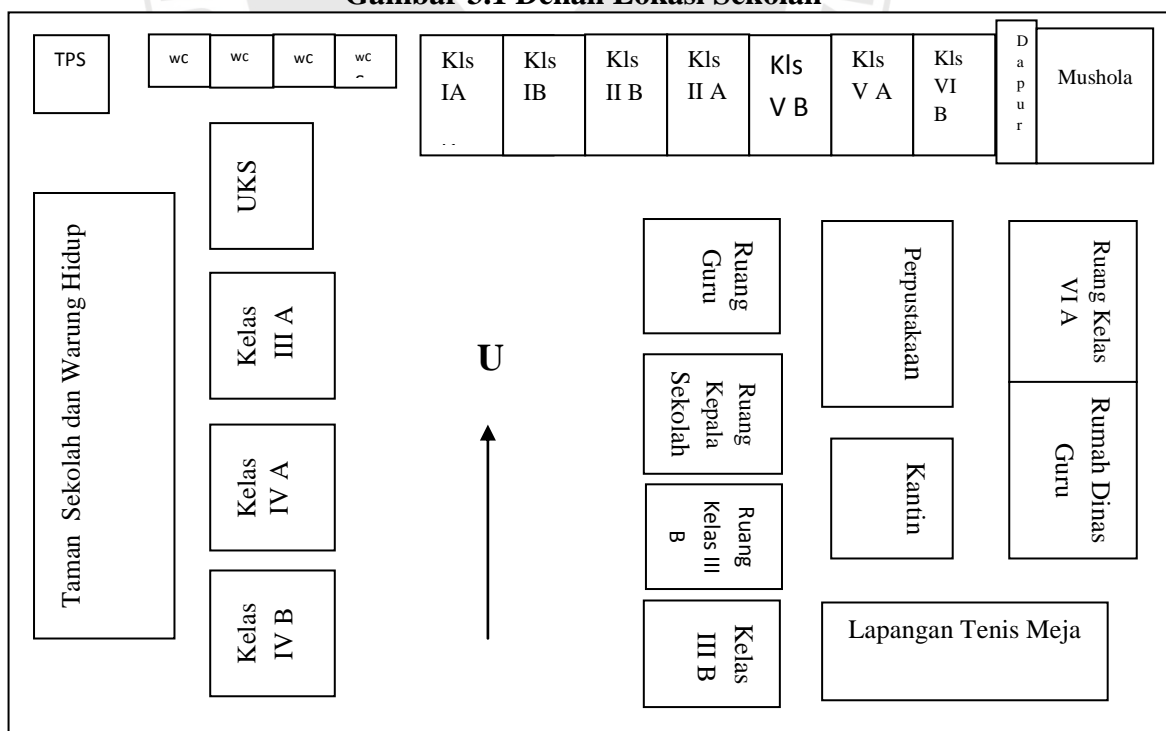 Gambar 3.1 Denah Lokasi Sekolah
TPS
wc
wc
wc
wc
Kls
IA
Kls
IB
Kls
II B
Kls
II A
Kls
V B
Kls
V A
Kls
VI
B
Dapur
Mushola
UKS
Taman Sekolah dan Warung Hidup
Kelas
III A
Kelas
IV A
Kelas
IV B
U
Ruang
Guru
Ruang
Kepala
Sekolah
Ruang
Kelas III
B
Kelas
III B
Perpustakaan
Kantin
Ruang Kelas
VI A
Rumah Dinas
Guru
Lapangan Tenis Meja